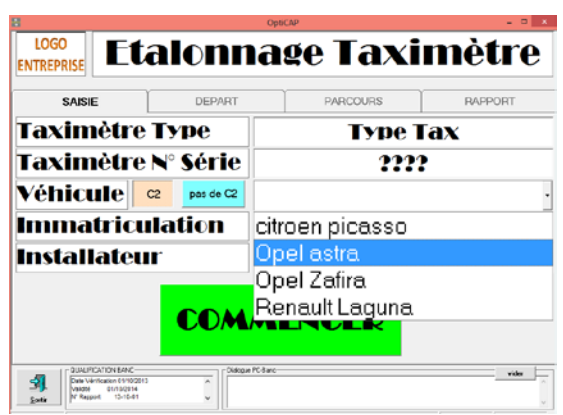 OptiCAP
LOGO
ENTREPRISE
Etalonnage Taximètre
SAISIE
DEPART
PARCOURS
RAPPORT
Taximètre Type
Type Tax
Taximètre N° Série
????
Véhicule
C2
pas de C2
Immatriculation
citroen picasso
Installateur
Opel astra
Opel Zafira
Renault Laguna
COMMENCER
Sortir
QUALIFICATION BANC
Date Vérification 01/10/2013
Validité 01/10/2014
N° Rapport 13-10-01
Dialogue PC-Banc
vider